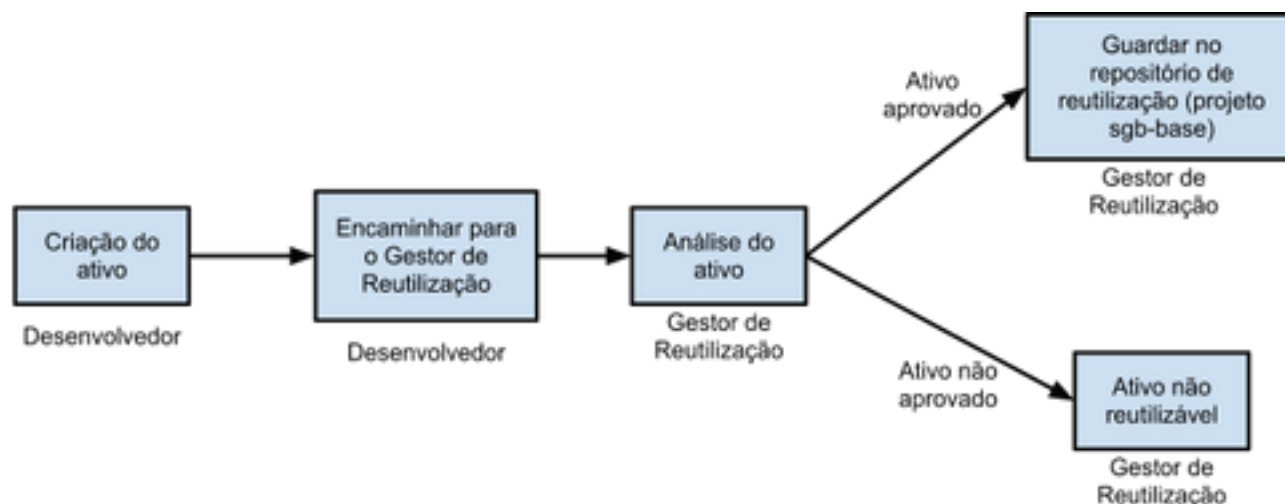 Criação do
ativo
Desenvolvedor
Encaminhar para
o Gestor de
Reutilização
Desenvolvedor
Análise do
ativo
Gestor de
Reutilização
Ativo
aprovado
Guardar no
repositório de
reutilização (projeto
sgb-base)
Gestor de
Reutilização
Ativo não
aprovado
Ativo não
reutilizável
Gestor de
Reutilização